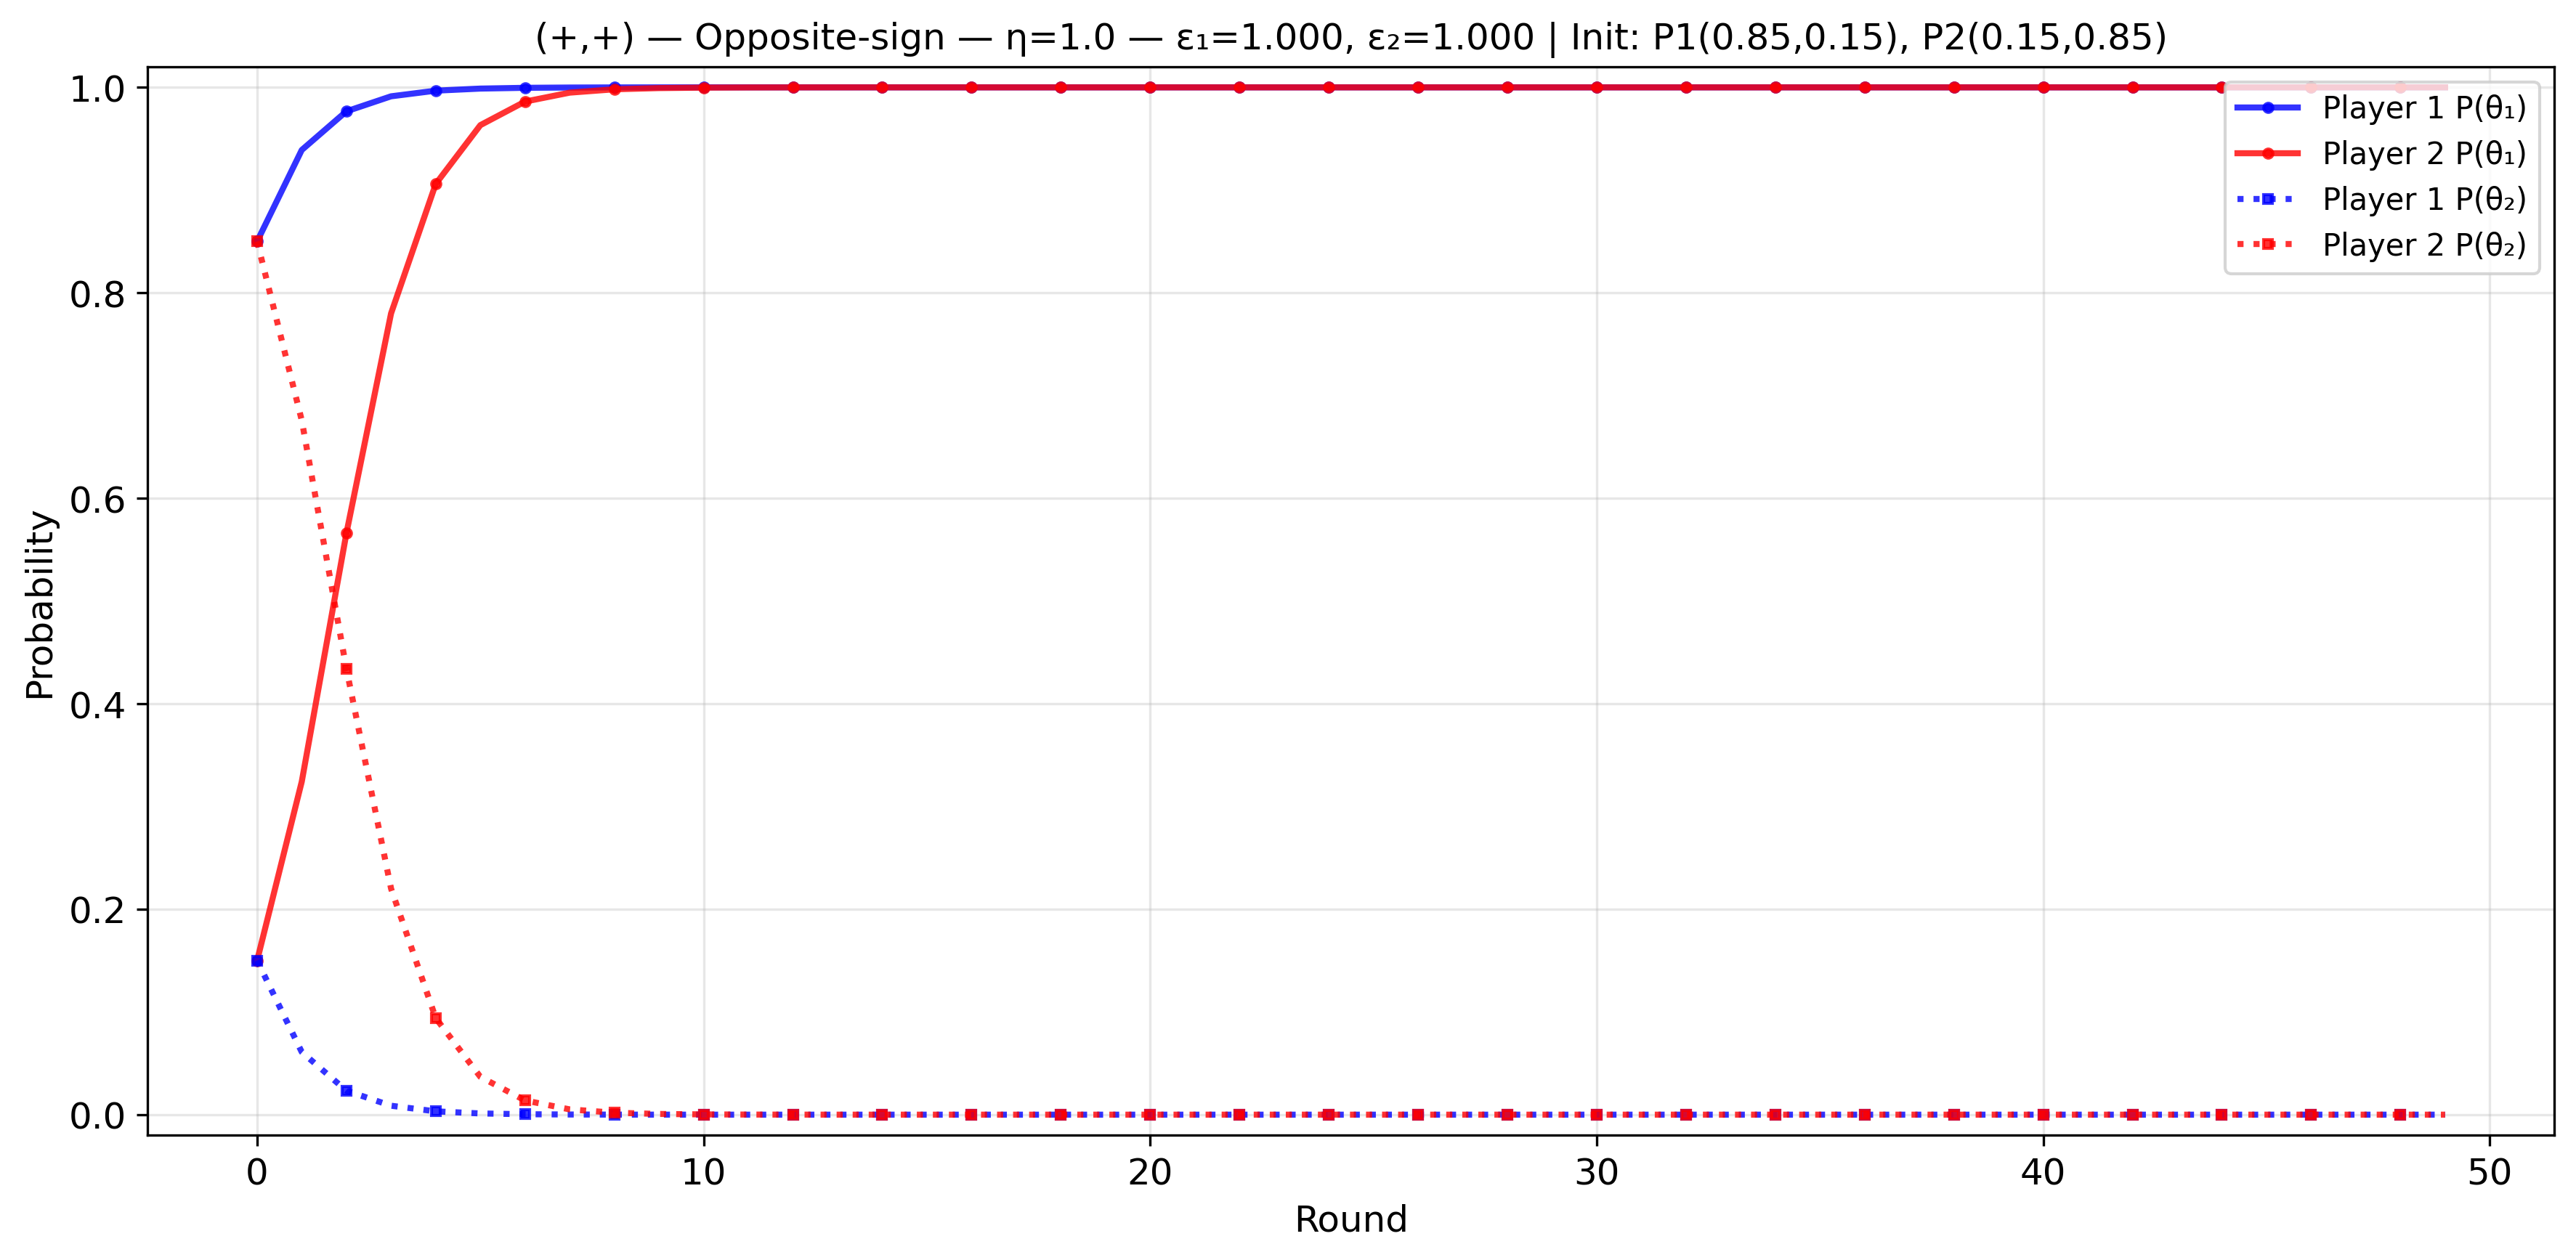 (+,+) — Opposite-sign — η=1.0 — ε₁=1.000, ε₂=1.000 | Init: P1(0.85,0.15), P2(0.15,0.85)
1.0
0.8
0.6
0.4
0.2
0.0
Probability
Player 1 P(θ₁)
Player 2 P(θ₁)
Player 1 P(θ₂)
Player 2 P(θ₂)
0 10 20 30 40 50
Round